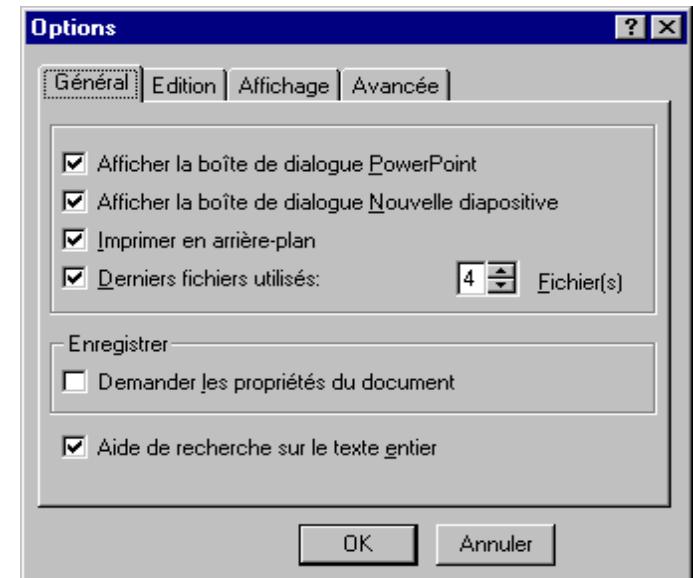 Options
Général Edition Affichage Avancée
Afficher la boîte de dialogue PowerPoint
Afficher la boîte de dialogue Nouvelle diapositive
Imprimer en arrière-plan
Derniers fichiers utilisés: 4 Fichier(s)
Enregistrer
Demander les propriétés du document
Aide de recherche sur le texte entier
OK Annuler